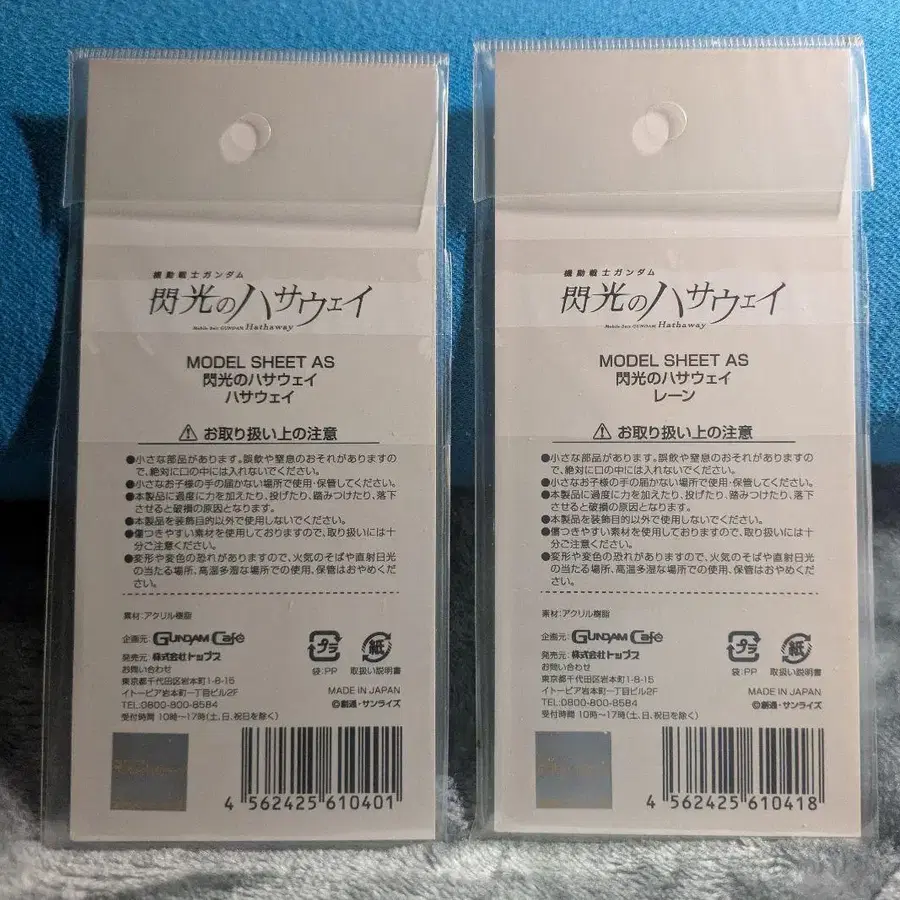 機動戦士ガンダム
閃光のハサウェイ
Mobile Suit GUNDAM Hathaway
MODEL SHEET AS
閃光のハサウェイ
ハサウェイ
お取り扱い上の注意
●小さな部品があります。誤飲や窒息のおそれがありますの
で、絶対に口の中には入れないでください。
●小さなお子様の手の届かない場所で使用・保管してください。
●本製品に過度に力を加えたり、投げたり、踏みつけたり、落下
させると破損の原因となります。
●本製品を装飾目的以外で使用しないでください。
●傷つきやすい素材を使用しておりますので、取り扱いには十
分ご注意ください。
●変形や変色の恐れがありますので、火気のそばや直射日光
の当たる場所、高温多湿な場所での使用、保管はおやめくだ
さい。
素材:アクリル樹脂
企画元:GUNDAM Café
発売元:株式会社トップス
お問い合わせ
東京都千代田区岩本町1-8-15
イトーピア岩本町一丁目ビル2F
TEL:0800-800-8584
受付時間 10時〜17時(土、日、祝日を除く)
プラ
袋:PP
紙
取扱い説明書
MADE IN JAPAN
©創通・サンライズ
4 562425 610401
機動戦士ガンダム
閃光のハサウェイ
Mobile Suit GUNDAM Hathaway
MODEL SHEET AS
閃光のハサウェイ
レーン
お取り扱い上の注意
●小さな部品があります。誤飲や窒息のおそれがありますの
で、絶対に口の中には入れないでください。
●小さなお子様の手の届かない場所で使用・保管してください。
●本製品に過度に力を加えたり、投げたり、踏みつけたり、落下
させると破損の原因となります。
●本製品を装飾目的以外で使用しないでください。
●傷つきやすい素材を使用しておりますので、取り扱いには十
分ご注意ください。
●変形や変色の恐れがありますので、火気のそばや直射日光
の当たる場所、高温多湿な場所での使用、保管はおやめくだ
さい。
素材:アクリル樹脂
企画元:GUNDAM Café
発売元:株式会社トップス
お問い合わせ
東京都千代田区岩本町1-8-15
イトーピア岩本町一丁目ビル2F
TEL:0800-800-8584
受付時間 10時〜17時(土、日、祝日を除く)
プラ
袋:PP
紙
取扱い説明書
MADE IN JAPAN
©創通・サンライズ
4 562425 610418